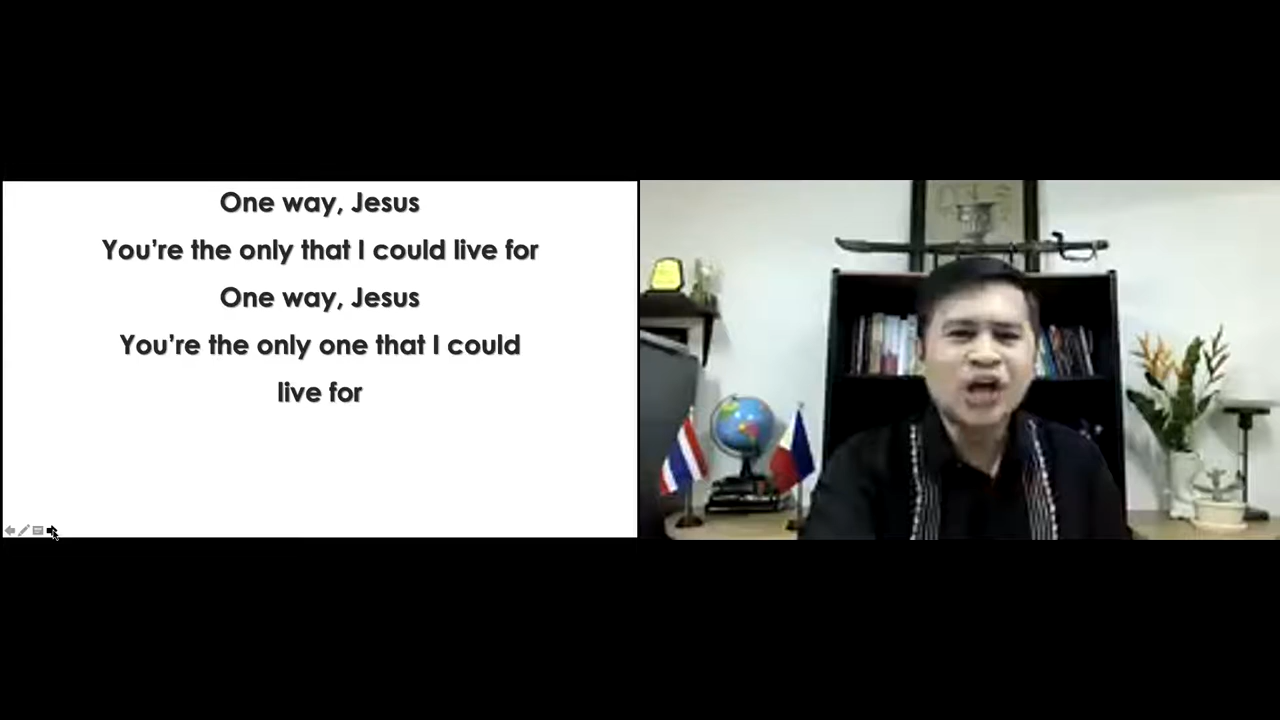 One way, Jesus
You're the only that I could live for
One way, Jesus
You're the only one that I could
live for